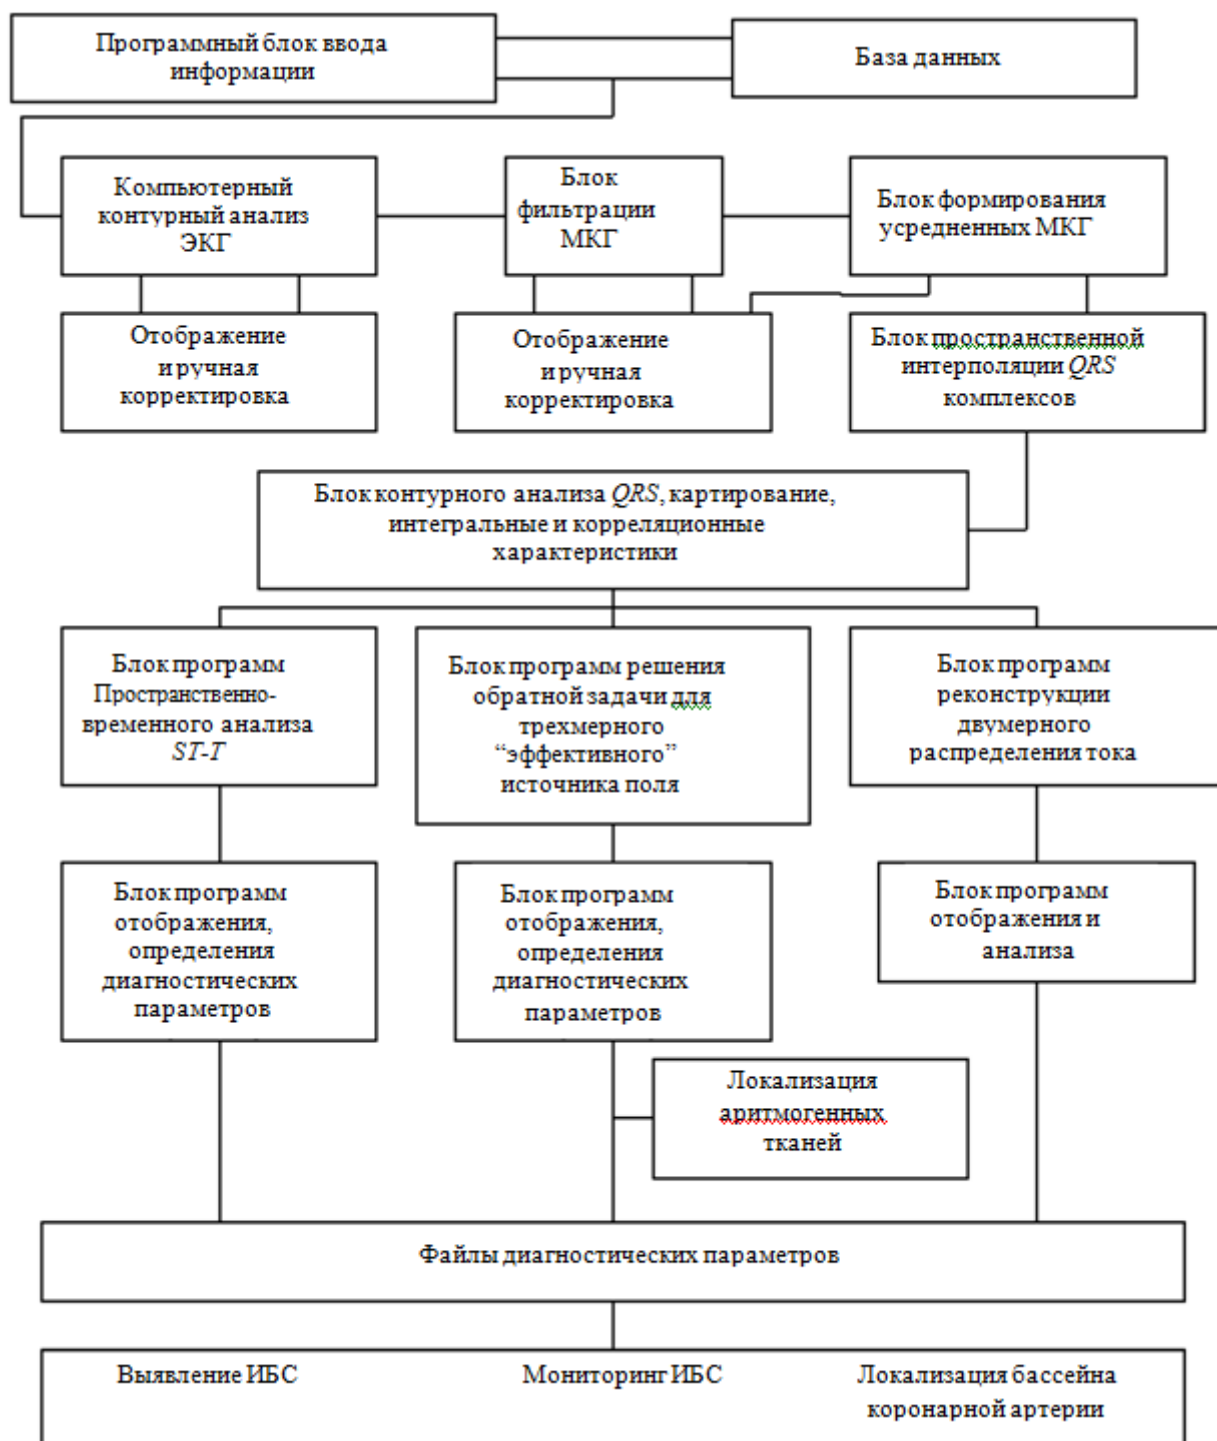 Программный блок ввода
информации
База данных
Компьютерный
контурный анализ
ЭКГ
Блок
фильтрации
МКГ
Блок формирования
усредненных МКГ
Отображение
и ручная
корректировка
Отображение
и ручная
корректировка
Блок пространственной
интерполяции QRS
комплексов
Блок контурного анализа QRS, картирование,
интегральные и корреляционные
характеристики
Блок программ
Пространственно-
временного анализа
ST-T
Блок программ решения
обратной задачи для
трехмерного
“эффективного”
источника поля
Блок программ
реконструкции
двумерного
распределения тока
Блок программ
отображения,
определения
диагностических
параметров
Блок программ
отображения,
определения
диагностических
параметров
Блок программ
отображения и
анализа
Локализация
аритмогенных
тканей
Файлы диагностических параметров
Выявление ИБС
Мониторинг ИБС
Локализация бассейна
коронарной артерии